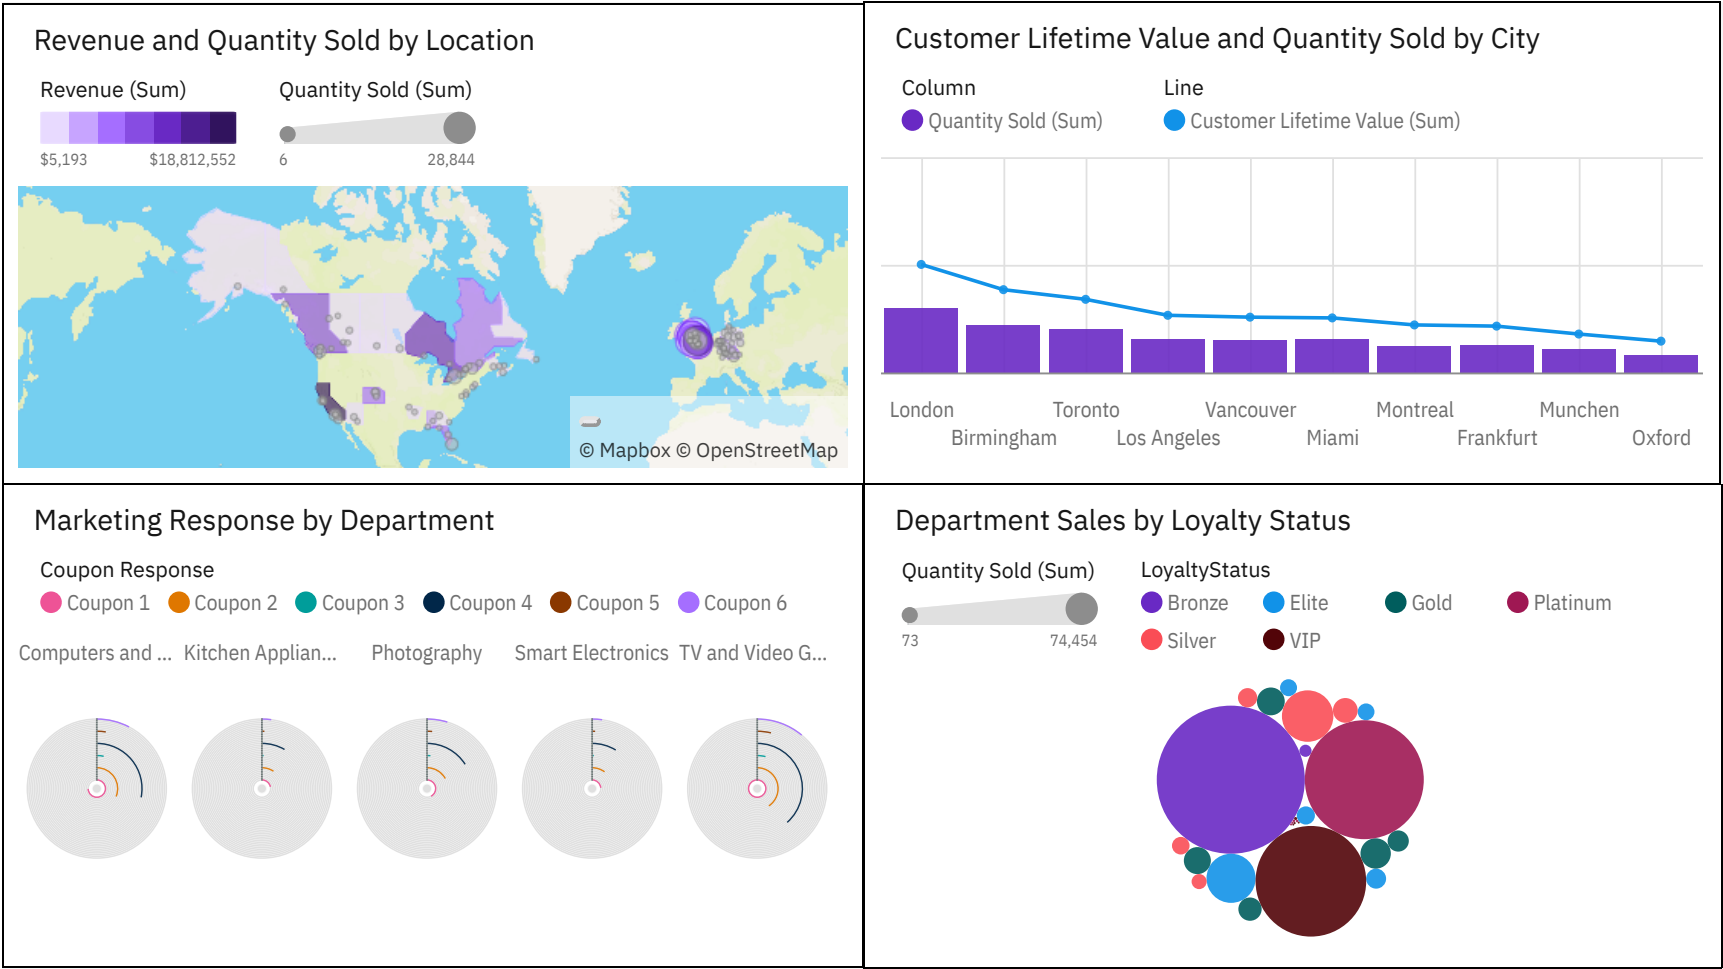 Revenue and Quantity Sold by Location
Revenue (Sum)
Quantity Sold (Sum)
$5,193
$18,812,552
6
28,844
© Mapbox © OpenStreetMap
Customer Lifetime Value and Quantity Sold by City
Column
Line
Quantity Sold (Sum)
Customer Lifetime Value (Sum)
London
Toronto
Vancouver
Montreal
Munchen
Birmingham
Los Angeles
Miami
Frankfurt
Oxford
Marketing Response by Department
Coupon Response
Coupon 1
Coupon 2
Coupon 3
Coupon 4
Coupon 5
Coupon 6
Computers and ...
Kitchen Applian...
Photography
Smart Electronics
TV and Video G...
Department Sales by Loyalty Status
Quantity Sold (Sum)
LoyaltyStatus
73
74,454
Bronze
Elite
Gold
Platinum
Silver
VIP